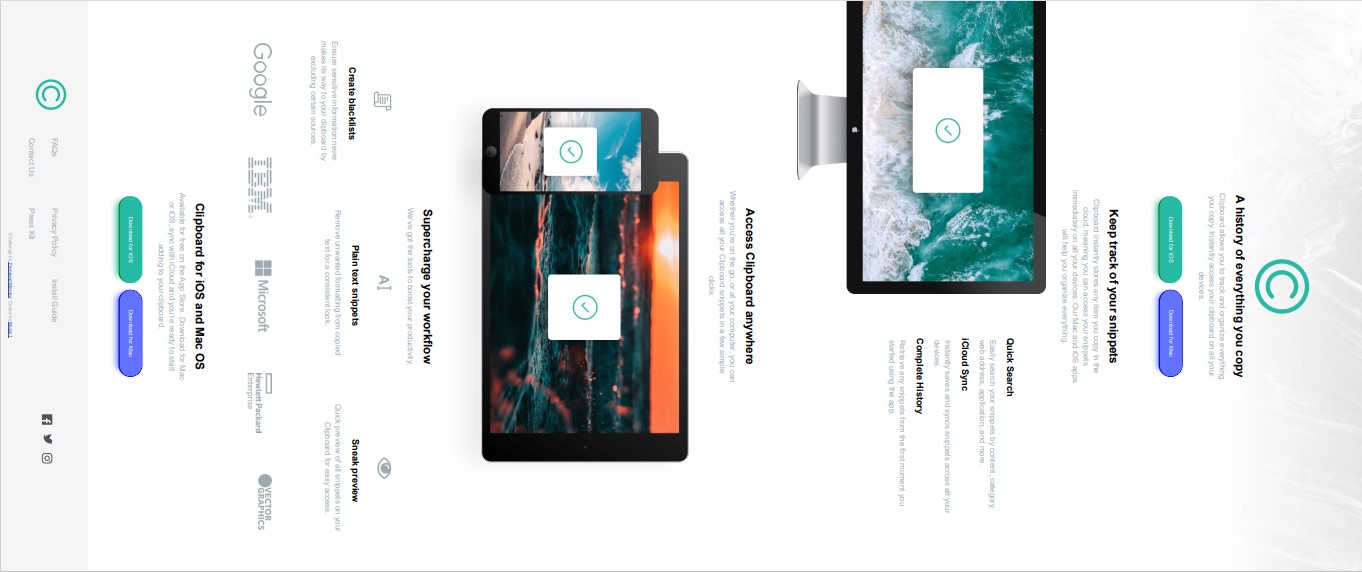 A history of everything you copy
Clipboard allows you to track and organize everything
you copy. Instantly access your clipboard on all your
devices.
Download for iOS
Download for Mac
Keep track of your snippets
Clipboard instantly stores any item you copy in the
cloud, meaning you can access your snippets
immediately on all your devices. Our Mac and iOS apps
will help you organize everything.
Quick Search
Easily search your snippets by content, category,
web address, application, and more.
iCloud Sync
Instantly saves and syncs snippets across all your
devices.
Complete History
Retrieve any snippets from the first moment you
started using the app.
Access Clipboard anywhere
Whether you're on the go, or at your computer, you can
access all your Clipboard snippets in a few simple
clicks.
Supercharge your workflow
We've got the tools to boost your productivity.
Create blacklists
Ensure sensitive information never
makes its way to your clipboard by
excluding certain sources.
Plain text snippets
Remove unwanted formatting from copied
text for a consistent look.
Sneak preview
Quick preview of all snippets on your
Clipboard for easy access.
Google
IBM
Microsoft
Hewlett Packard
Enterprise
VECTOR
GRAPHICS
Clipboard for iOS and Mac OS
Available for free on the App Store. Download for Mac
or iOS, sync with iCloud and you're ready to start
adding to your clipboard.
Download for iOS
Download for Mac
FAQs
Privacy Policy
Install Guide
Contact Us
Press Kit
Challenge by Frontend Mentor